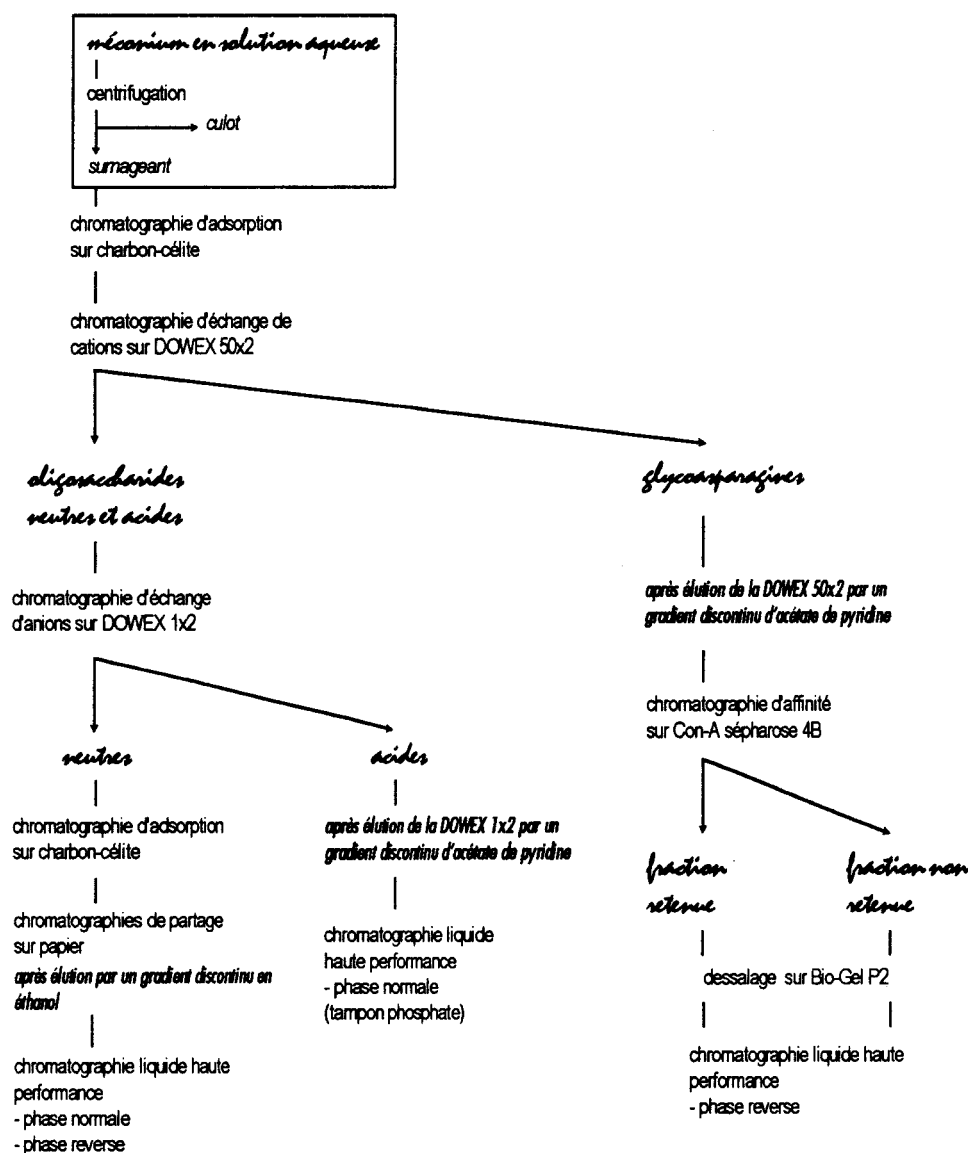 méconium en solution aqueuse
centrifugation
culot
surnageant
chromatographie d'adsorption
sur charbon-célite
chromatographie d'échange de
cations sur DOWEX 50x2
oligosaccharides
neutres et acides
glycoasparagines
chromatographie d'échange
d'anions sur DOWEX 1x2
après élution de la DOWEX 50x2 par un
gradient discontinu d'acétate de pyridine
chromatographie d'affinité
sur Con-A sépharose 4B
neutres
acides
chromatographie d'adsorption
sur charbon-célite
après élution de la DOWEX 1x2 par un
gradient discontinu d'acétate de pyridine
fraction
retenue
fraction non
retenue
chromatographies de partage
sur papier
après élution par un gradient discontinu en
éthanol
chromatographie liquide
haute performance
- phase normale
(tampon phosphate)
dessalage sur Bio-Gel P2
chromatographie liquide haute
performance
- phase normale
- phase reverse
chromatographie liquide haute
performance
- phase reverse